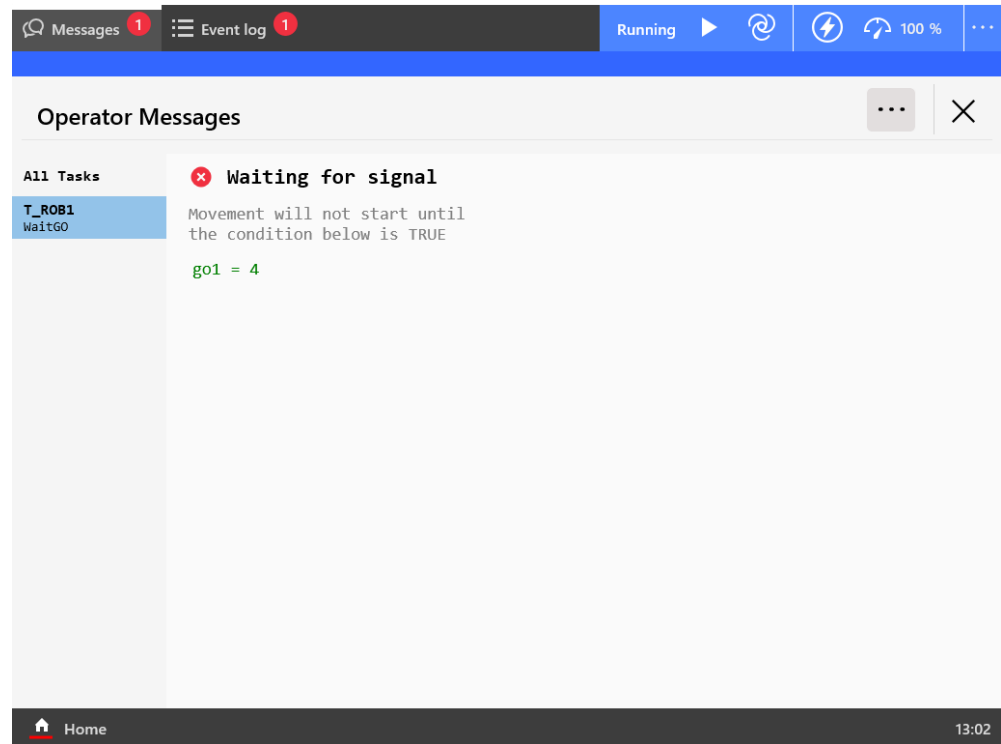 Messages 1 Event log 1 Running 100 % ...
Operator Messages ...
All Tasks
T_ROB1
WaitGO
Waiting for signal
Movement will not start until
the condition below is TRUE
go1 = 4
Home 13:02